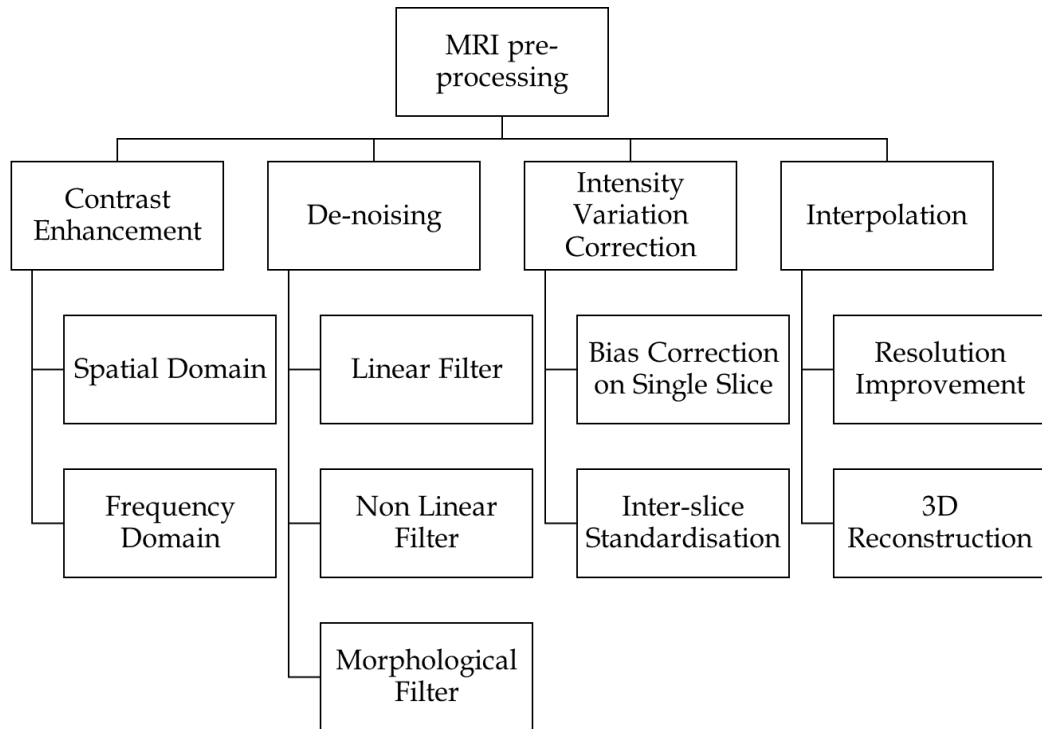 MRI pre-
processing
Contrast
Enhancement
De-noising
Intensity
Variation
Correction
Interpolation
Spatial Domain
Linear Filter
Bias Correction
on Single Slice
Resolution
Improvement
Frequency
Domain
Non Linear
Filter
Inter-slice
Standardisation
3D
Reconstruction
Morphological
Filter